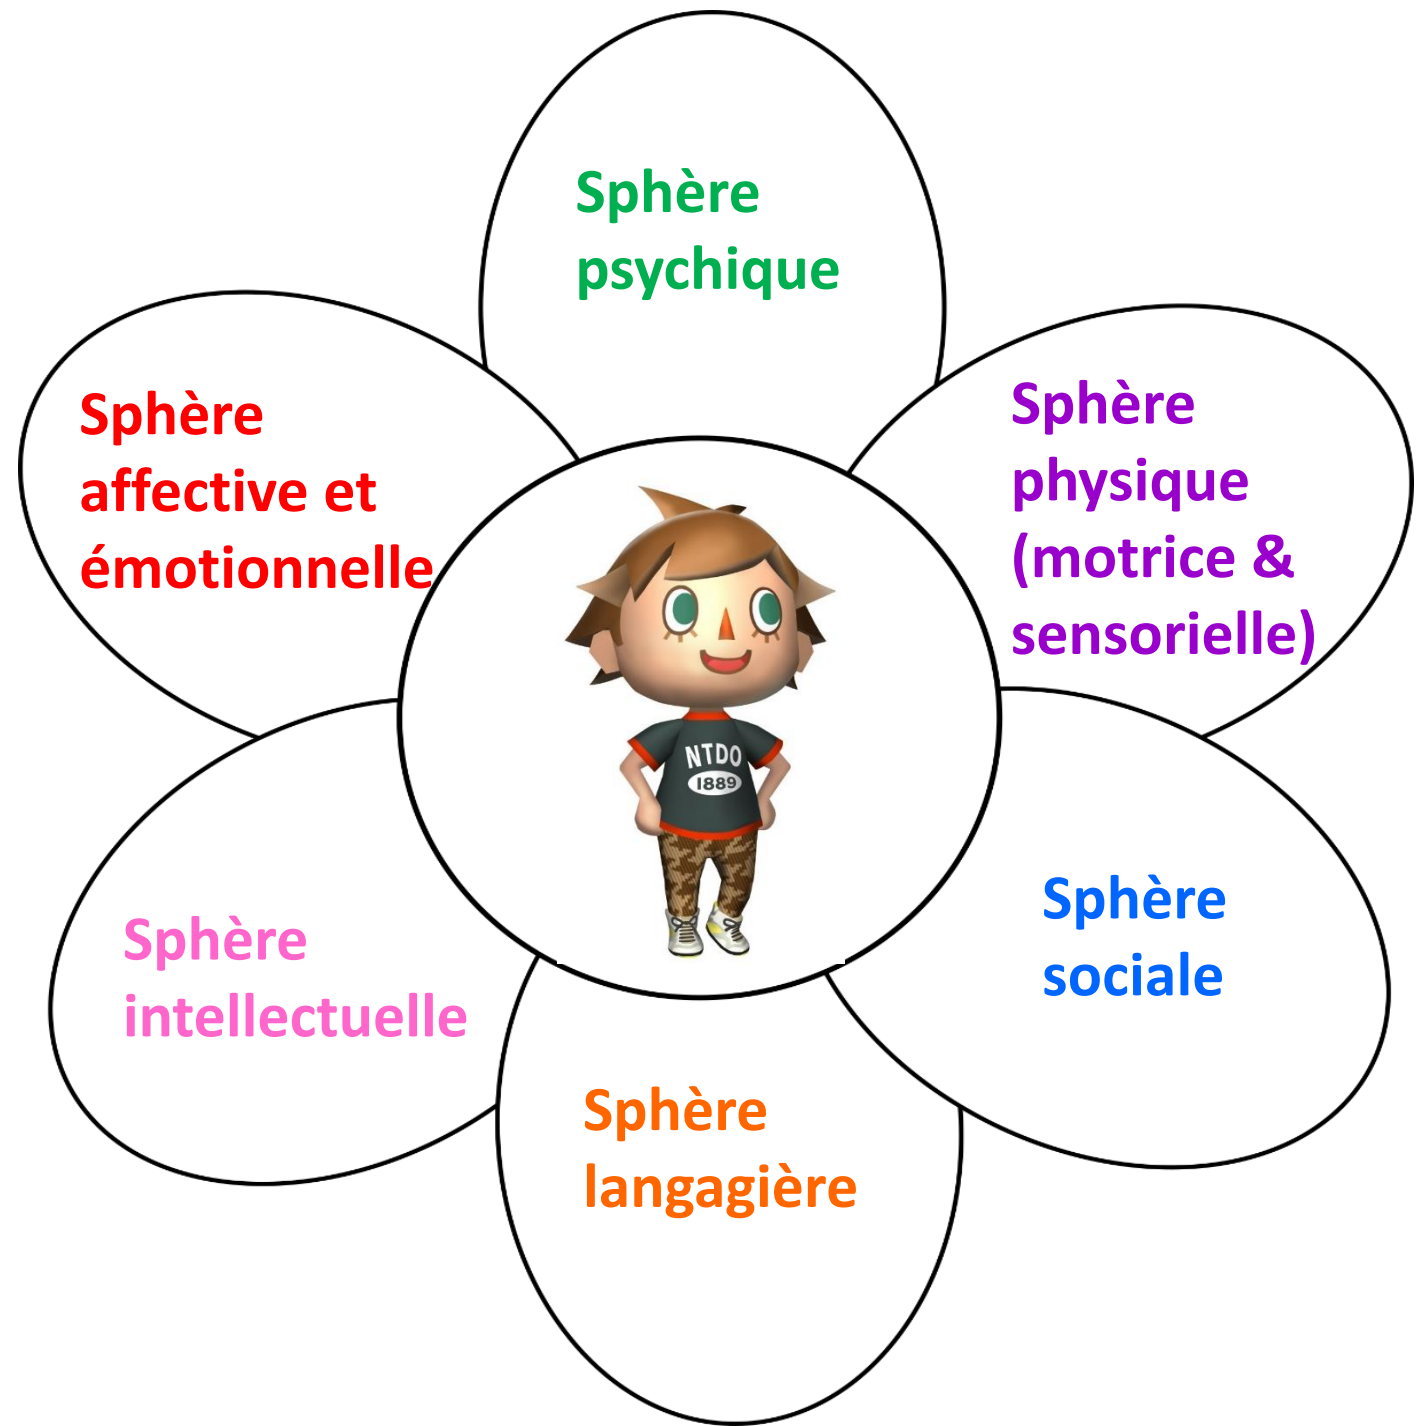 Sphère
psychique
Sphère
affective et
émotionnelle
Sphère
physique
(motrice &
sensorielle)
NTDO
1889
Sphère
intellectuelle
Sphère
sociale
Sphère
langagière